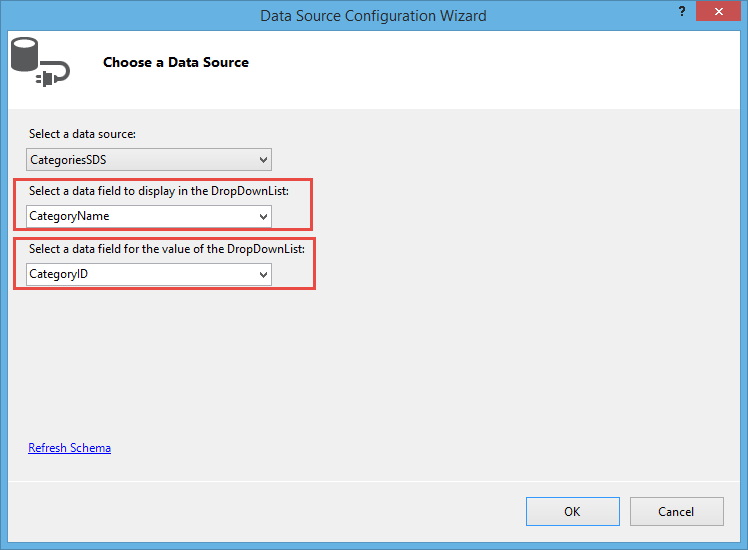 Data Source Configuration Wizard
?
Choose a Data Source
Select a data source:
CategoriesSDS
Select a data field to display in the DropDownList:
CategoryName
Select a data field for the value of the DropDownList:
CategoryID
Refresh Schema
OK
Cancel